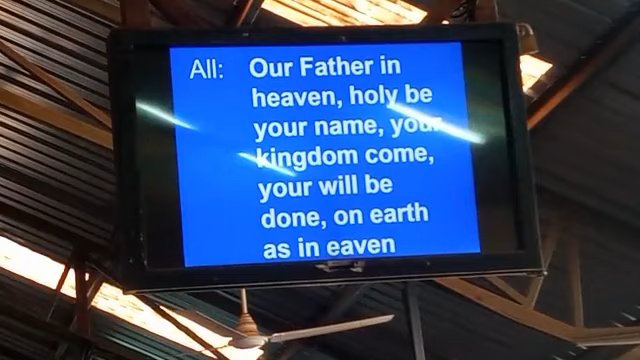 All: Our Father in
heaven, holy be
your name, your
kingdom come,
your will be
done, on earth
as in eaven